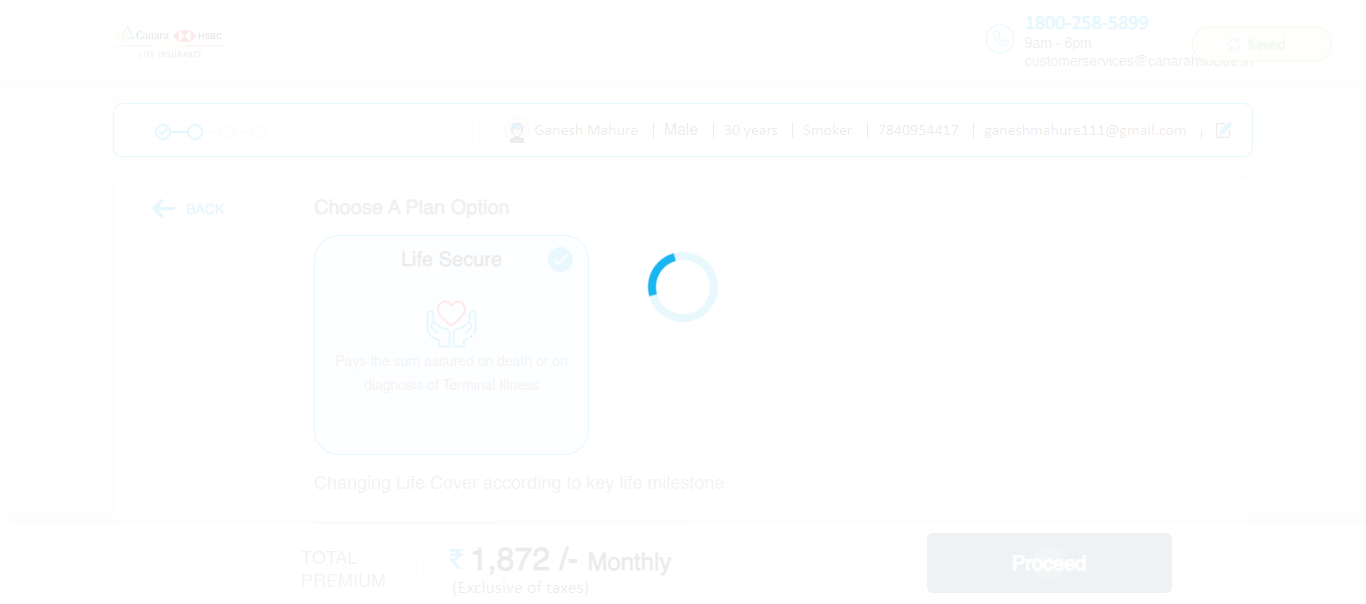 Canara HSBC
LIFE INSURANCE
1800-258-5899
9am - 6pm
customerservices@canarahsbclife.in
Saved
Ganesh Mahure
Male
30 years
Smoker
7840954417
ganeshmahure111@gmail.com
BACK
Choose A Plan Option
Life Secure
Pays the sum assured on death or on
diagnosis of Terminal Illness
Changing Life Cover according to key life milestone
TOTAL
PREMIUM
₹ 1,872 /- Monthly
(Exclusive of taxes)
Proceed